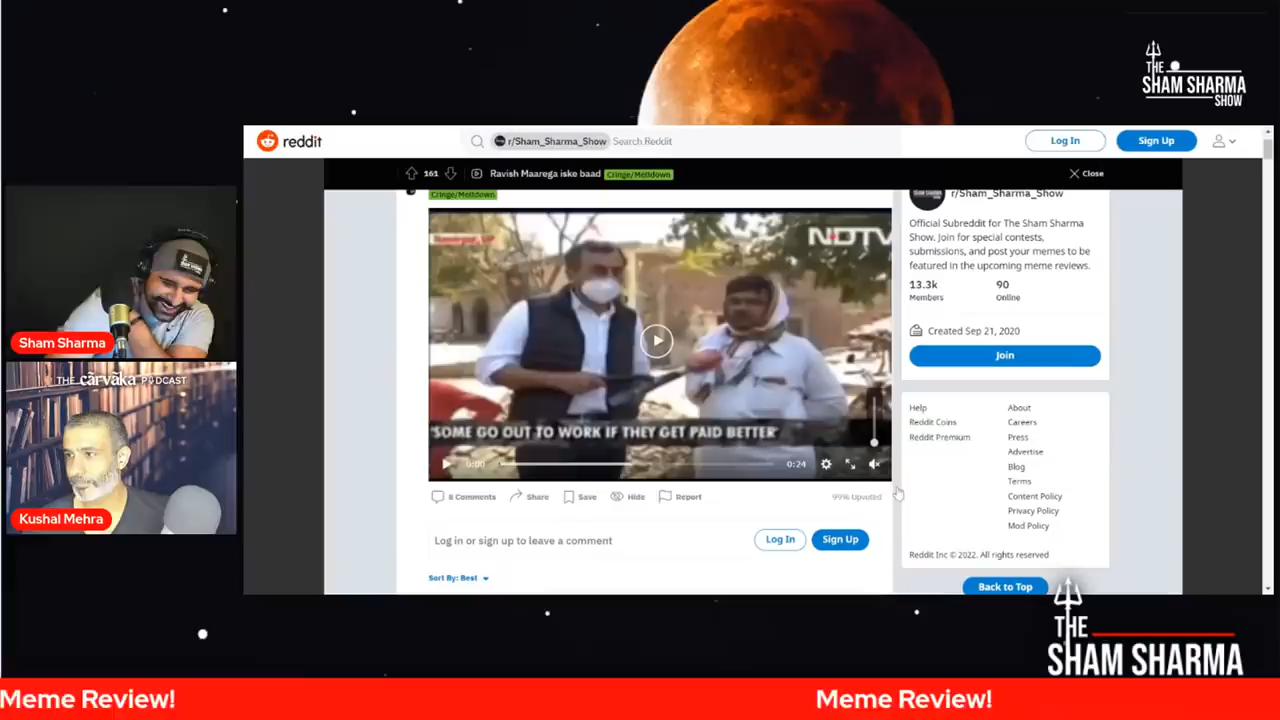 THE
SHAM SHARMA
SHOW
reddit
r/Sham_Sharma_Show Search Reddit
Log In
Sign Up
161 Ravish Maarega iske baad Cringe/Meltdown
Close
Cringe/Meltdown
NDTV
'SOME GO OUT TO WORK IF THEY GET PAID BETTER'
0:00
0:24
8 Comments
Share
Save
Hide
Report
99% Upvoted
Log in or sign up to leave a comment
Log In
Sign Up
Sort By: Best
r/Sham_Sharma_Show
Official Subreddit for The Sham Sharma
Show. Join for special contests,
submissions, and post your memes to be
featured in the upcoming meme reviews.
13.3k
90
Members
Online
Created Sep 21, 2020
Join
Help
About
Reddit Coins
Careers
Reddit Premium
Press
Advertise
Blog
Terms
Content Policy
Privacy Policy
Mod Policy
Reddit Inc © 2022. All rights reserved
Back to Top
SHAM SHARMA
Sham Sharma
THE cārvāka PODCAST
Kushal Mehra
THE
SHAM SHARMA
Meme Review!
Meme Review!